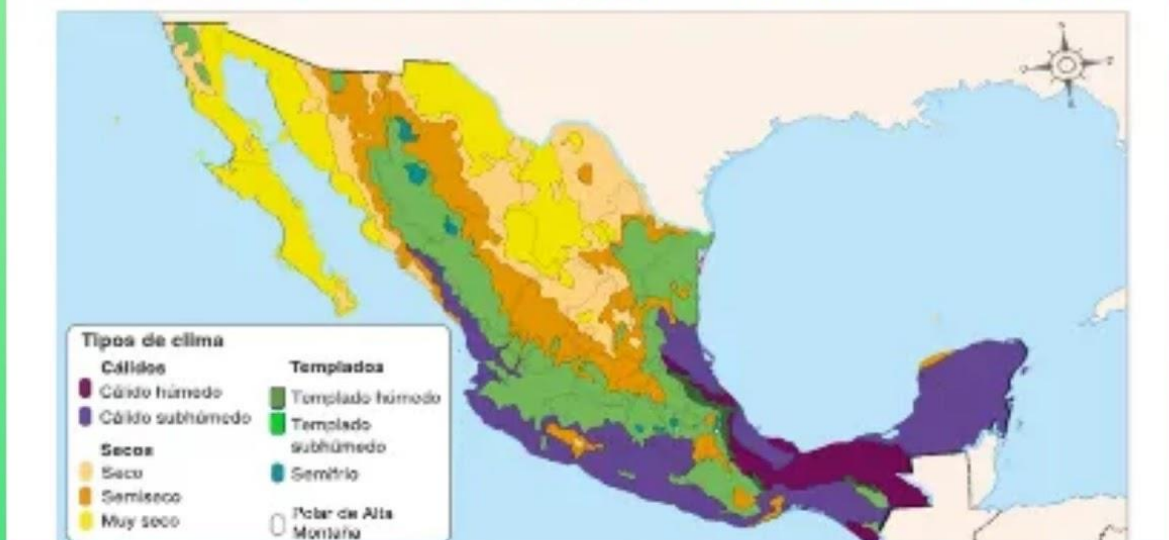 Tipos de clima
Cálidos
Cálido húmedo
Cálido subhúmedo
Secos
Seco
Semiseco
Muy seco
Templados
Templado húmedo
Templado
subhúmedo
Semifrío
Polar de Alta
Montaña